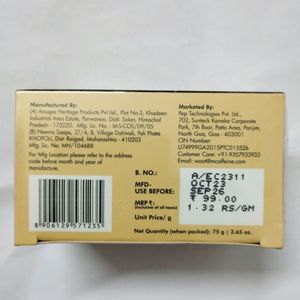 Manufactured By:
(A) Anuspa Heritage Products Pvt Ltd., Plot No-3, Khadeen
Industrial Area Estate, Parwanoo, Distt. Solan, Himachal
Pradesh - 173220. Mfg. Lic. No. - M-S-COS/09/05
(B) Neema Soaps, 27/4, B, Village Dahivali, Pali Phata
KHOPOLI, Dist Raigad, Maharashtra - 410203
Mfg. Lic. No.: MH/104688
For Mfg Location please refer to the address
code before month and year of
manufacturing.
Marketed By:
Pep Technologies Pvt. Ltd., 552,
702, Sunteck Kanaka Corporate
Park, 7th floor, Patto Area, Panjim,
North Goa, Goa - 403001
CIN Number:
U74999GA2015PTC015526
Customer Care: +91-9357933933
woot@mcaffeine.com
8 906129 571235
B. NO.
MFD-
USE BEFORE:
MRP ₹:
(Inclusive of all taxes)
Unit Price/ g
A/EC2311
OCT23
SEP26
₹ 99.00
1.32 RS/GM
Net Quantity (when packed): 75 g | 2.65 oz.